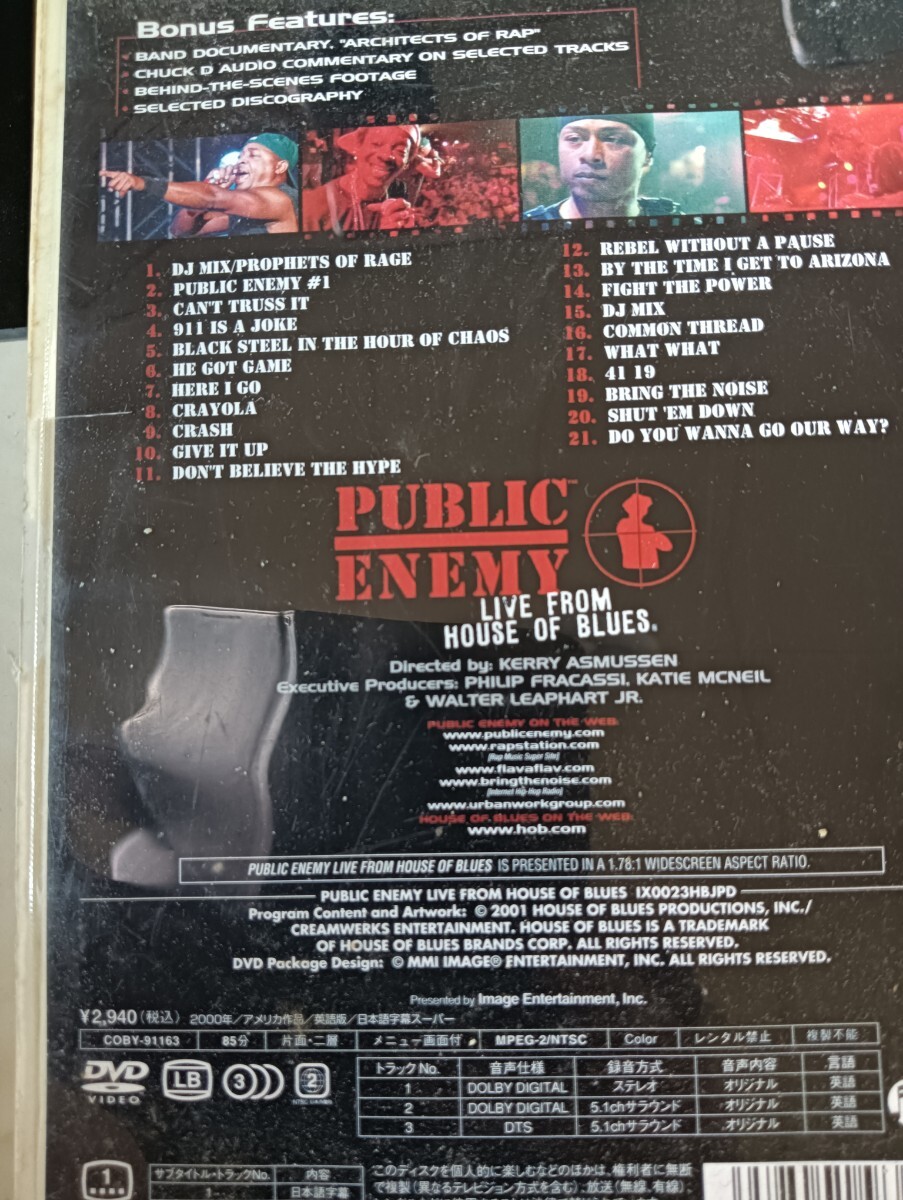 Bonus Features:
BAND DOCUMENTARY, "ARCHITECTS OF RAP"
CHUCK D AUDIO COMMENTARY ON SELECTED TRACKS
BEHIND-THE-SCENES FOOTAGE
SELECTED DISCOGRAPHY
1. DJ MIX/PROPHETS OF RAGE
2. PUBLIC ENEMY #1
3. CAN'T TRUSS IT
4. 911 IS A JOKE
5. BLACK STEEL IN THE HOUR OF CHAOS
6. HE GOT GAME
7. HERE I GO
8. CRAYOLA
9. CRASH
10. GIVE IT UP
11. DON'T BELIEVE THE HYPE
12. REBEL WITHOUT A PAUSE
13. BY THE TIME I GET TO ARIZONA
14. FIGHT THE POWER
15. DJ MIX
16. COMMON THREAD
17. WHAT WHAT
18. 41 19
19. BRING THE NOISE
20. SHUT 'EM DOWN
21. DO YOU WANNA GO OUR WAY?
PUBLIC
ENEMY
LIVE FROM
HOUSE OF BLUES.
Directed by: KERRY ASMUSSEN
Executive Producers: PHILIP FRACASSI, KATIE MCNEIL
& WALTER LEAPHART JR.
PUBLIC ENEMY ON THE WEB:
www.publicenemy.com
www.rapstation.com
[Rap Music Super Site]
www.flavaflav.com
www.bringthenoise.com
[Internet Hip-Hop Radio]
www.urbanworkgroup.com
HOUSE OF BLUES ON THE WEB:
www.hob.com
PUBLIC ENEMY LIVE FROM HOUSE OF BLUES IS PRESENTED IN A 1.78:1 WIDESCREEN ASPECT RATIO.
PUBLIC ENEMY LIVE FROM HOUSE OF BLUES IX0023HBJPD
Program Content and Artwork: © 2001 HOUSE OF BLUES PRODUCTIONS, INC./
CREAMWERKS ENTERTAINMENT. HOUSE OF BLUES IS A TRADEMARK
OF HOUSE OF BLUES BRANDS CORP. ALL RIGHTS RESERVED.
DVD Package Design: © MMI IMAGE® ENTERTAINMENT, INC. ALL RIGHTS RESERVED.
Presented by Image Entertainment, Inc.
¥2,940(税込) 2000年/アメリカ作品/英語版/日本語字幕スーパー
COBY-91163 85分 片面・二層 メニュー画面付 MPEG-2/NTSC Color レンタル禁止 複製不能
DVD VIDEO LB 3 2
トラックNo. 音声仕様 録音方式 音声内容 言語
1 DOLBY DIGITAL ステレオ オリジナル 英語
2 DOLBY DIGITAL 5.1chサラウンド オリジナル 英語
3 DTS 5.1chサラウンド オリジナル 英語
1 サブタイトル・トラックNo. 内容
1 日本語字幕
このディスクを個人的に楽しむなどのほかは、権利者に無断
で複製(異なるテレビジョン方式を含む)、放送(無線、有線)、